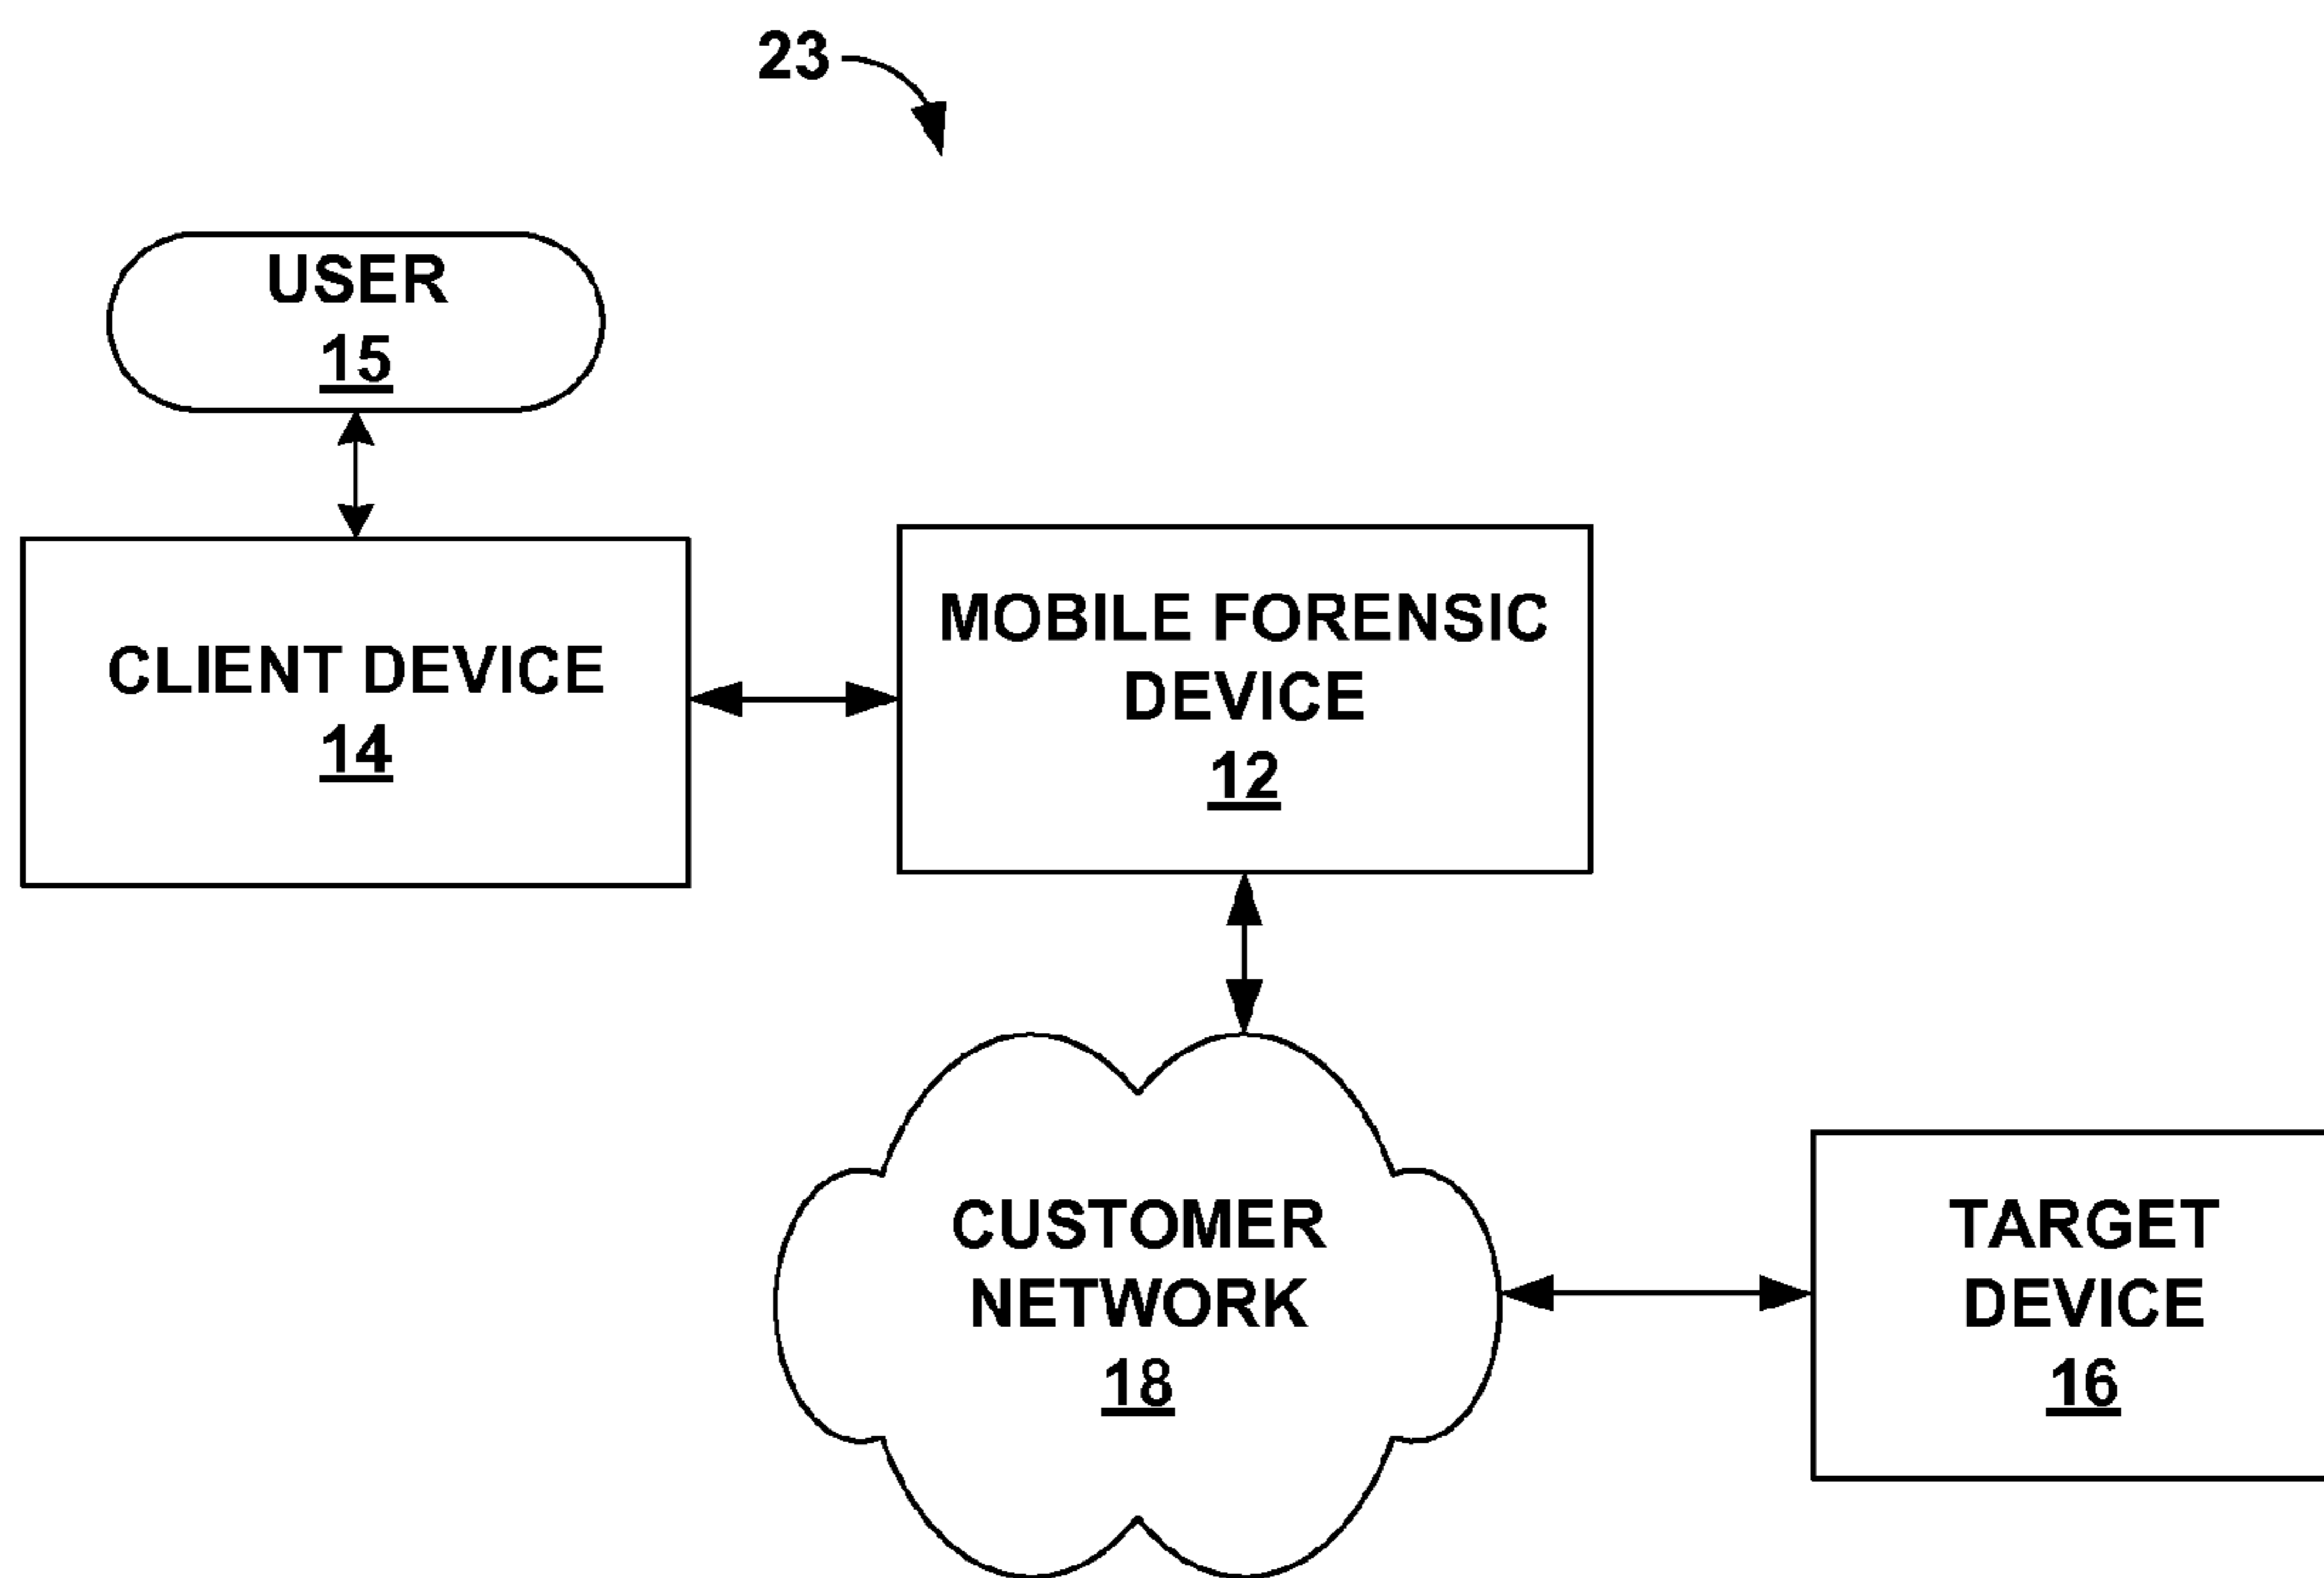 23
USER
15
CLIENT DEVICE
14
MOBILE FORENSIC
DEVICE
12
CUSTOMER
NETWORK
18
TARGET
DEVICE
16